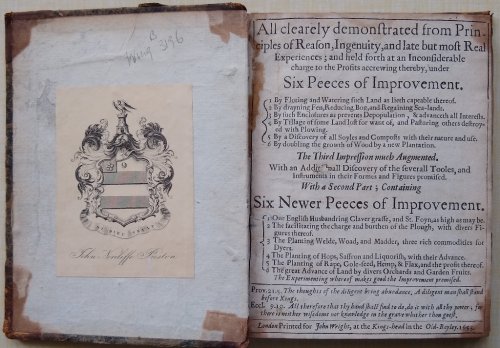 Wing B 3196
John Notcliffe
All clearely demonstrated from Prin-
ciples of Reason, Ingenuity, and late but most Real
Experiences; and held forth at an Inconsiderable
charge to the Profits accrewing thereby, under
Six Peeces of Improvement.
1 By Floting and Watering such Land as lieth capeable thereof.
2 By drayning Fen, Reducing Bog, and Regaining Sea-lands.
3 By such Enclosures as prevents Depopulation, & advanceth all Interests.
4 By Tillage of some Land lost for want of, and Pasturing others destroy-
ed with Plowing.
5 By a Discovery of all Soyles and Composts with their nature and use.
6 By doubling the growth of Wood by a new Plantation.
The Third Impression much Augmented.
With an Additionall Discovery of the severall Tooles, and
Instruments in their Formes and Figures promised.
With a Second Part; Containing
Six Newer Peeces of Improvement.
1 Our English Husbandring Claver grasse, and St. Foyn, as high as may be.
2 The facilitating the charge and burthen of the Plough, with divers Fi-
gures thereof.
3 The Planting Welde, Woad, and Madder, three rich commodities for
Dyers.
4 The Planting of Hops, Saffron and Liquorish, with their Advance.
5 The Planting of Rape, Cole-seed, Hemp, & Flax, and the profit thereof.
6 The great Advance of Land by divers Orchards and Garden Fruits.
The Experimenting whereof makes good the Improvement promised.
Prov. 21.5. The thoughts of the diligent bring abundance, A diligent man shall stand
before Kings.
Eccl. 9.10. All therefore that thy hand shall find to do, do it with all thy power, for
there is neither wisedome nor knowledge in the grave whither thou goest.
London Printed for John Wright, at the Kings-head in the Old-Bayley. 1653